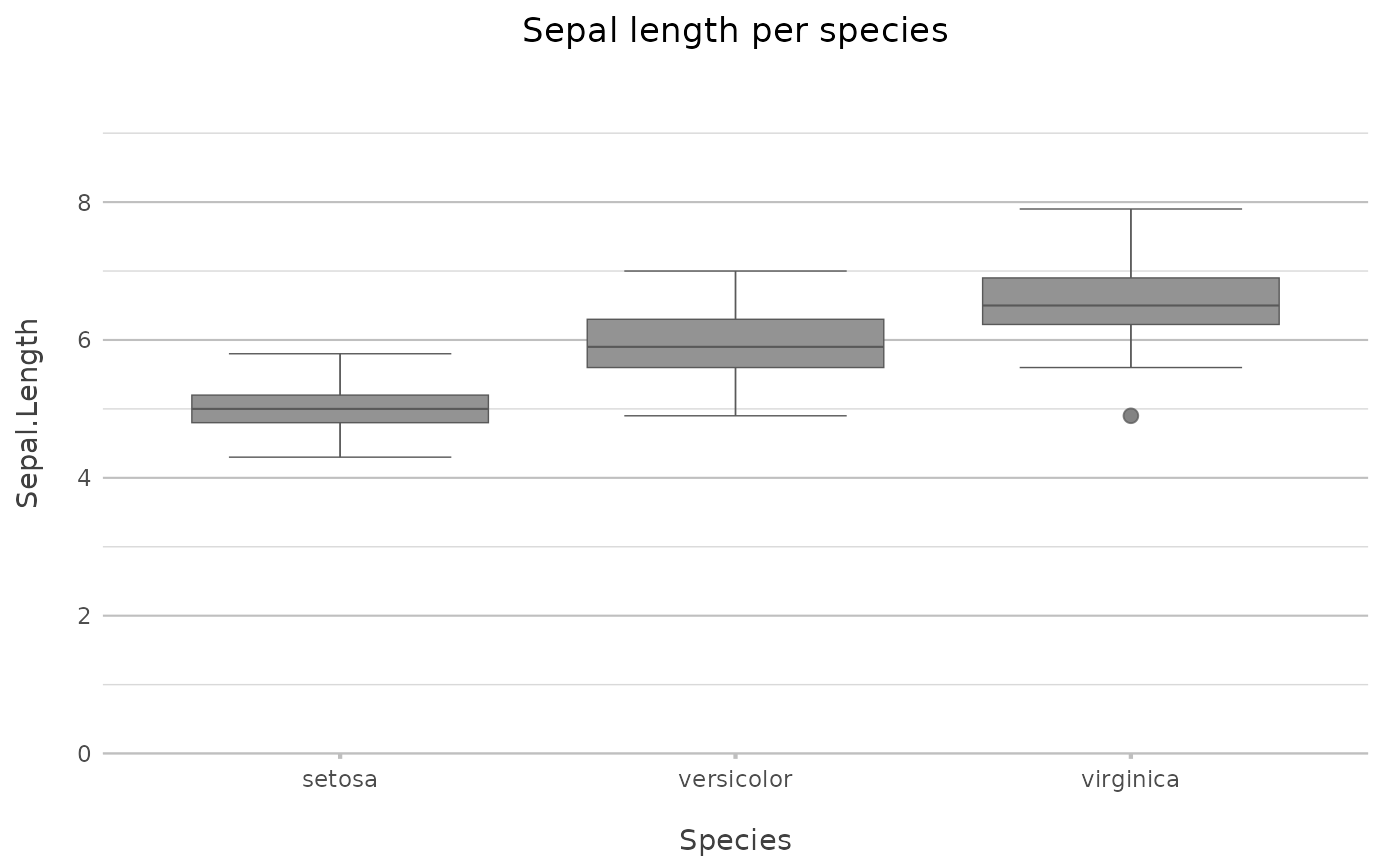 Sepal length per species
Sepal.Length
8
6
4
2
0
setosa
versicolor
virginica
Species